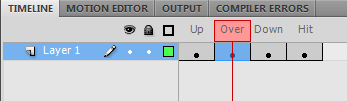 TIMELINE MOTION EDITOR OUTPUT COMPILER ERRORS
Up Over Down Hit
Layer 1